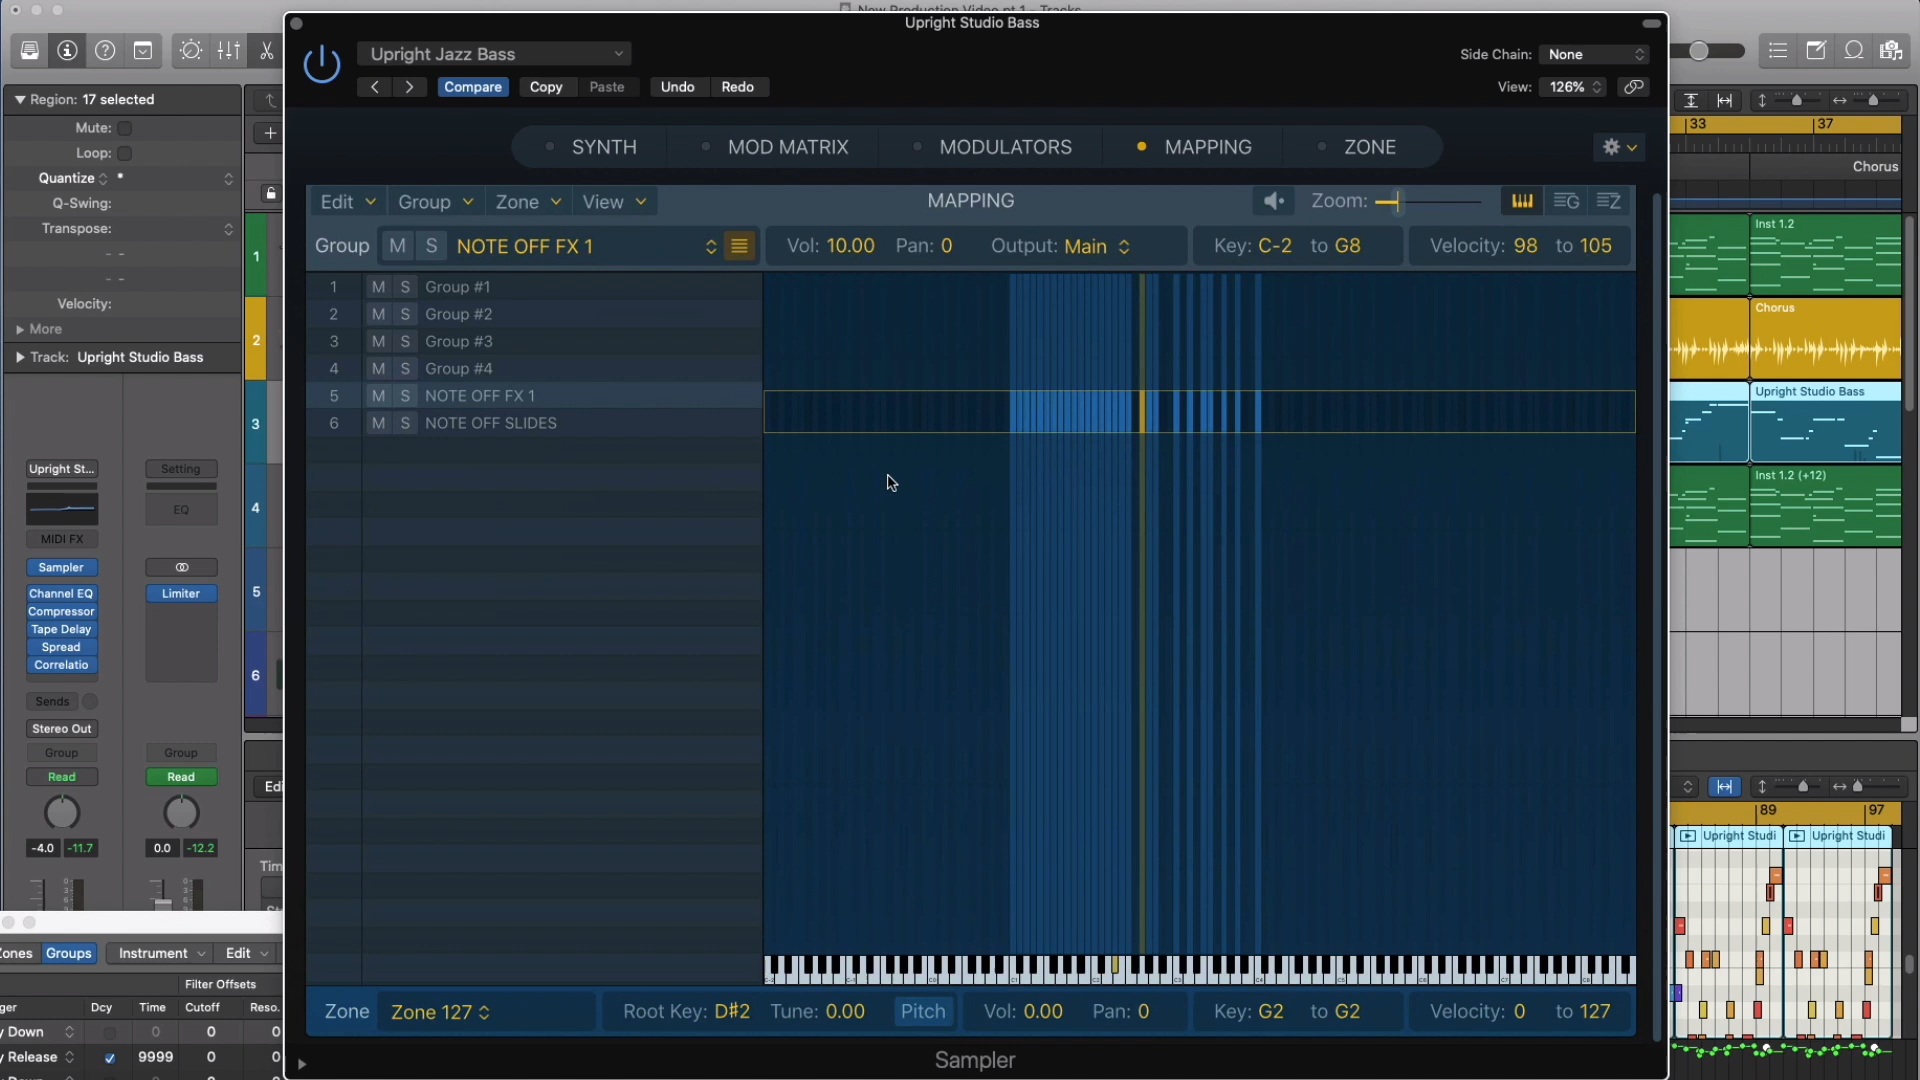 Upright Studio Bass
Upright Jazz Bass
Side Chain: None
Compare
Copy
Paste
Undo
Redo
View: 126%
Region: 17 selected
Mute:
Loop:
Quantize
Q-Swing:
Transpose:
Velocity:
More
Track: Upright Studio Bass
SYNTH
MOD MATRIX
MODULATORS
MAPPING
ZONE
Edit
Group
Zone
View
MAPPING
Zoom:
Group
M
S
NOTE OFF FX 1
Vol: 10.00
Pan: 0
Output: Main
Key: C-2 to G8
Velocity: 98 to 105
1 M S Group #1
2 M S Group #2
3 M S Group #3
4 M S Group #4
5 M S NOTE OFF FX 1
6 M S NOTE OFF SLIDES
1
2
3
4
5
6
Upright St...
Setting
EQ
MIDI FX
Sampler
Channel EQ
Limiter
Compressor
Tape Delay
Spread
Correlatio
Sends
Stereo Out
Group
Group
Read
Read
-4.0 -11.7
0.0 -12.2
33
37
Chorus
Inst 1.2
Chorus
Upright Studio Bass
Inst 1.2 (+12)
89
97
Upright Studi
Upright Studi
Zone
Zone 127
Root Key: D#2
Tune: 0.00
Pitch
Vol: 0.00
Pan: 0
Key: G2 to G2
Velocity: 0 to 127
Sampler
Groups
Instrument
Edit
Filter Offsets
Dcy
Time
Cutoff
Reso.
Down
0
0
0
Release
9999
0
0